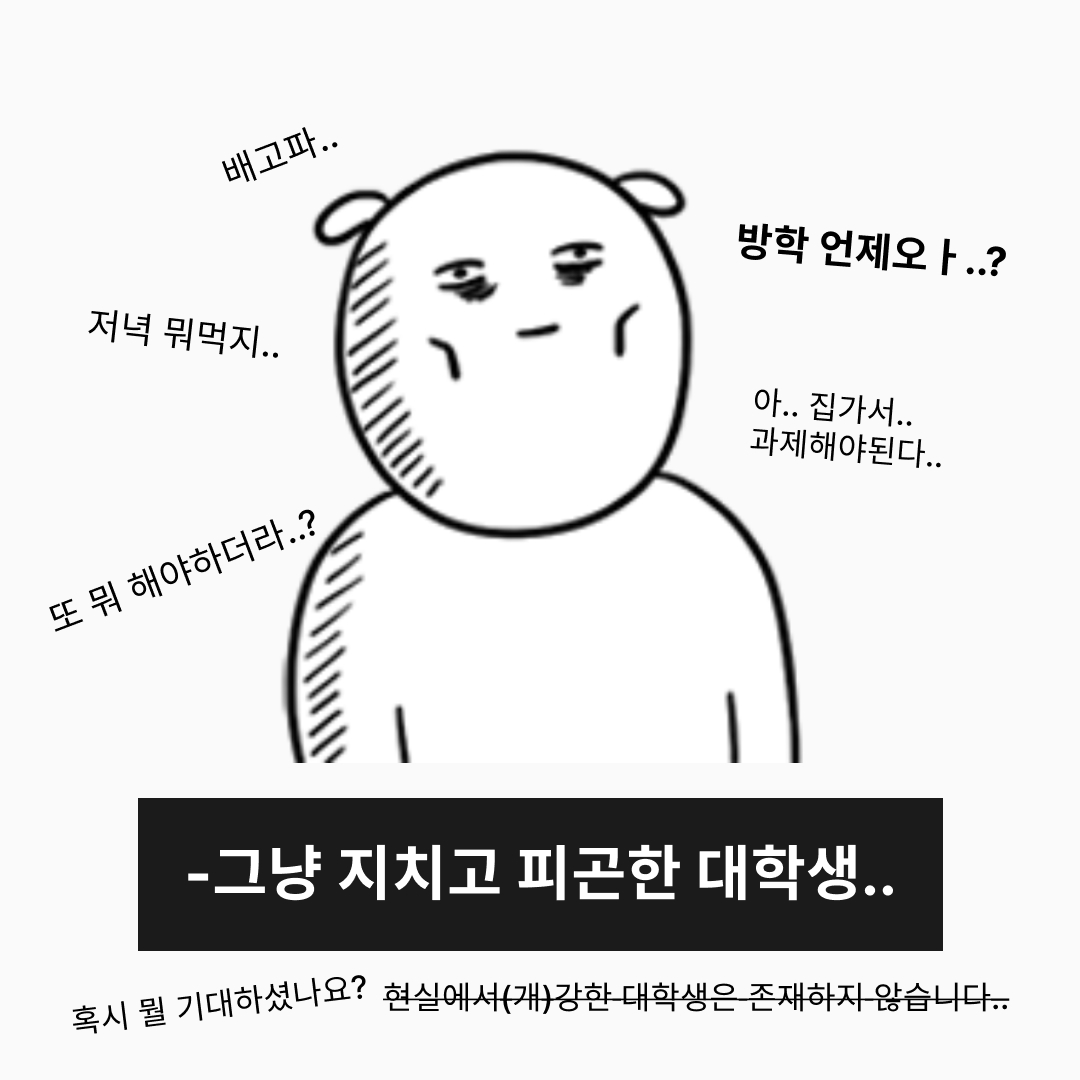 배고파..
방학 언제오ㅏ..?
저녁 뭐먹지..
아.. 집가서..
과제해야된다..
또 뭐 해야하더라..?
-그냥 지치고 피곤한 대학생..
혹시 뭘 기대하셨나요?
현실에서(개)강한 대학생은 존재하지 않습니다..